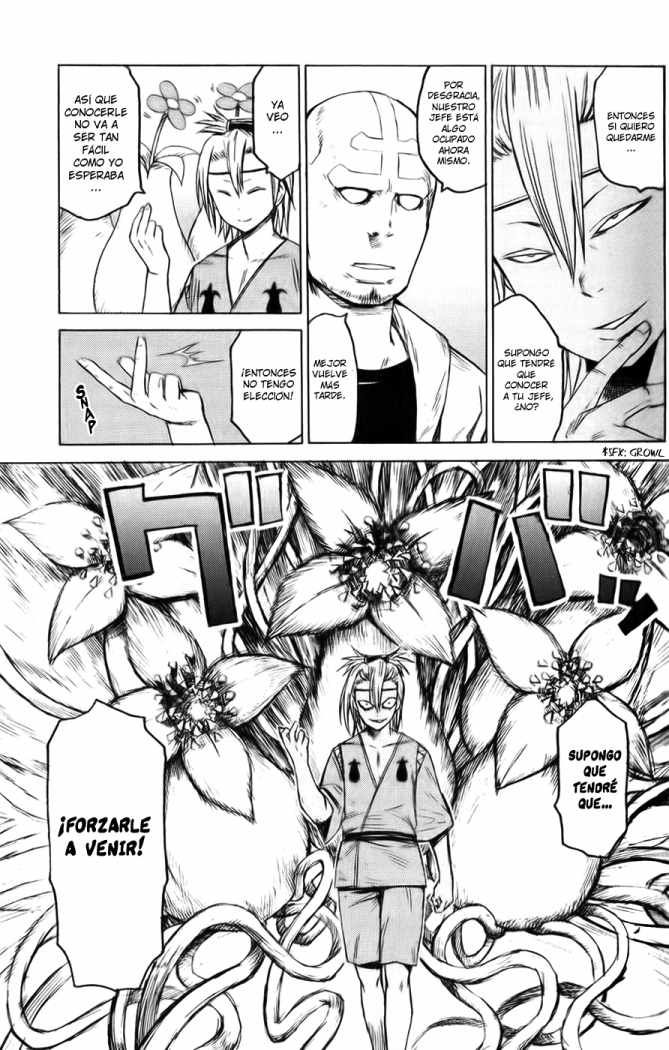 ENTONCES
SI QUIERO
QUEDARME
...
SUPONGO
QUE TENDRÉ
QUE
CONOCER
A TU JEFE,
¿NO?
POR
DESGRACIA,
NUESTRO
JEFE ESTÁ
ALGO
OCUPADO
AHORA
MISMO.
MEJOR
VUELVE
MÁS
TARDE.
YA
VEO
...
ASÍ QUE
CONOCERLE
NO VA A
SER TAN
FÁCIL
COMO YO
ESPERABA
...
¡ENTONCES
NO TENGO
ELECCION!
SNAP
*SFX: GROWL
グバッ
SUPONGO
QUE
TENDRÉ
QUE...
¡FORZARLE
A VENIR!